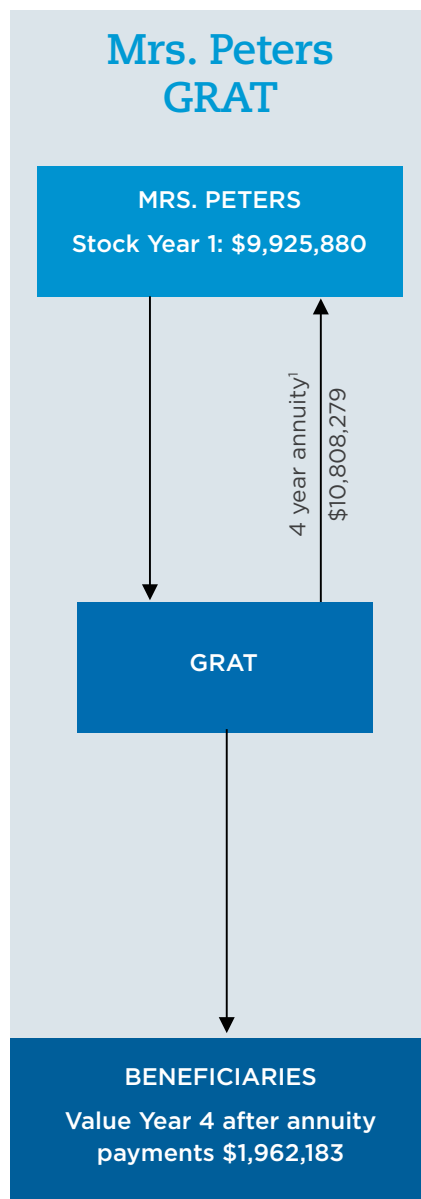 Mrs. Peters
GRAT
MRS. PETERS
Stock Year 1: $9,925,880
4 year annuity¹
$10,808,279
GRAT
BENEFICIARIES
Value Year 4 after annuity
payments $1,962,183